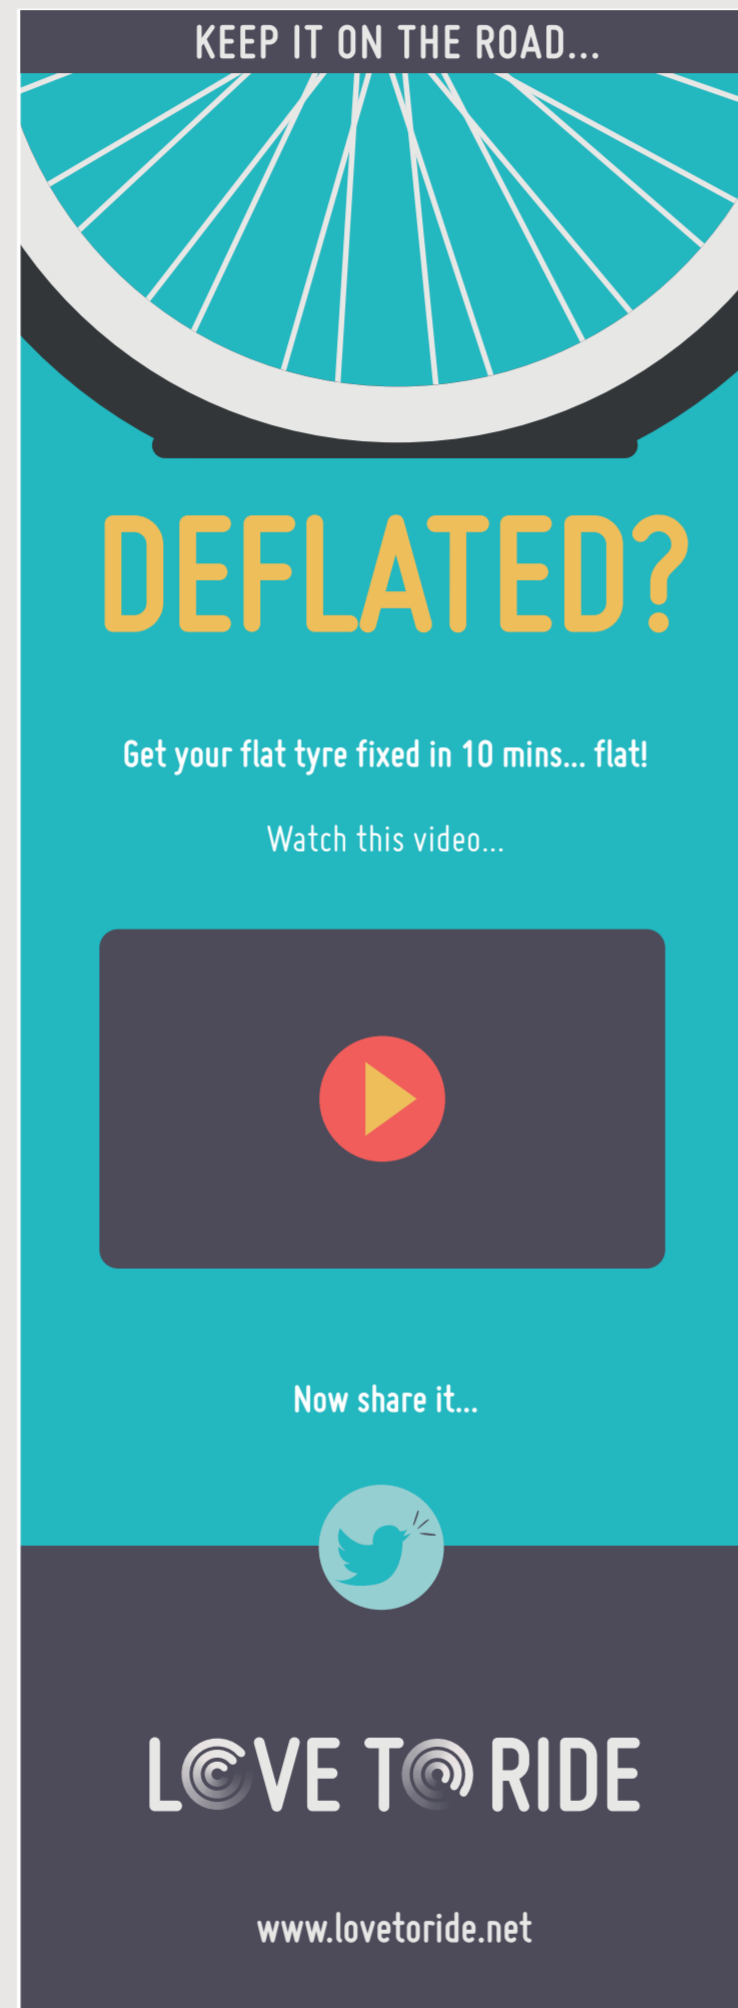 KEEP IT ON THE ROAD...
DEFLATED?
Get your flat tyre fixed in 10 mins... flat!
Watch this video...
Now share it...
LOVE TO RIDE
www.lovetoride.net